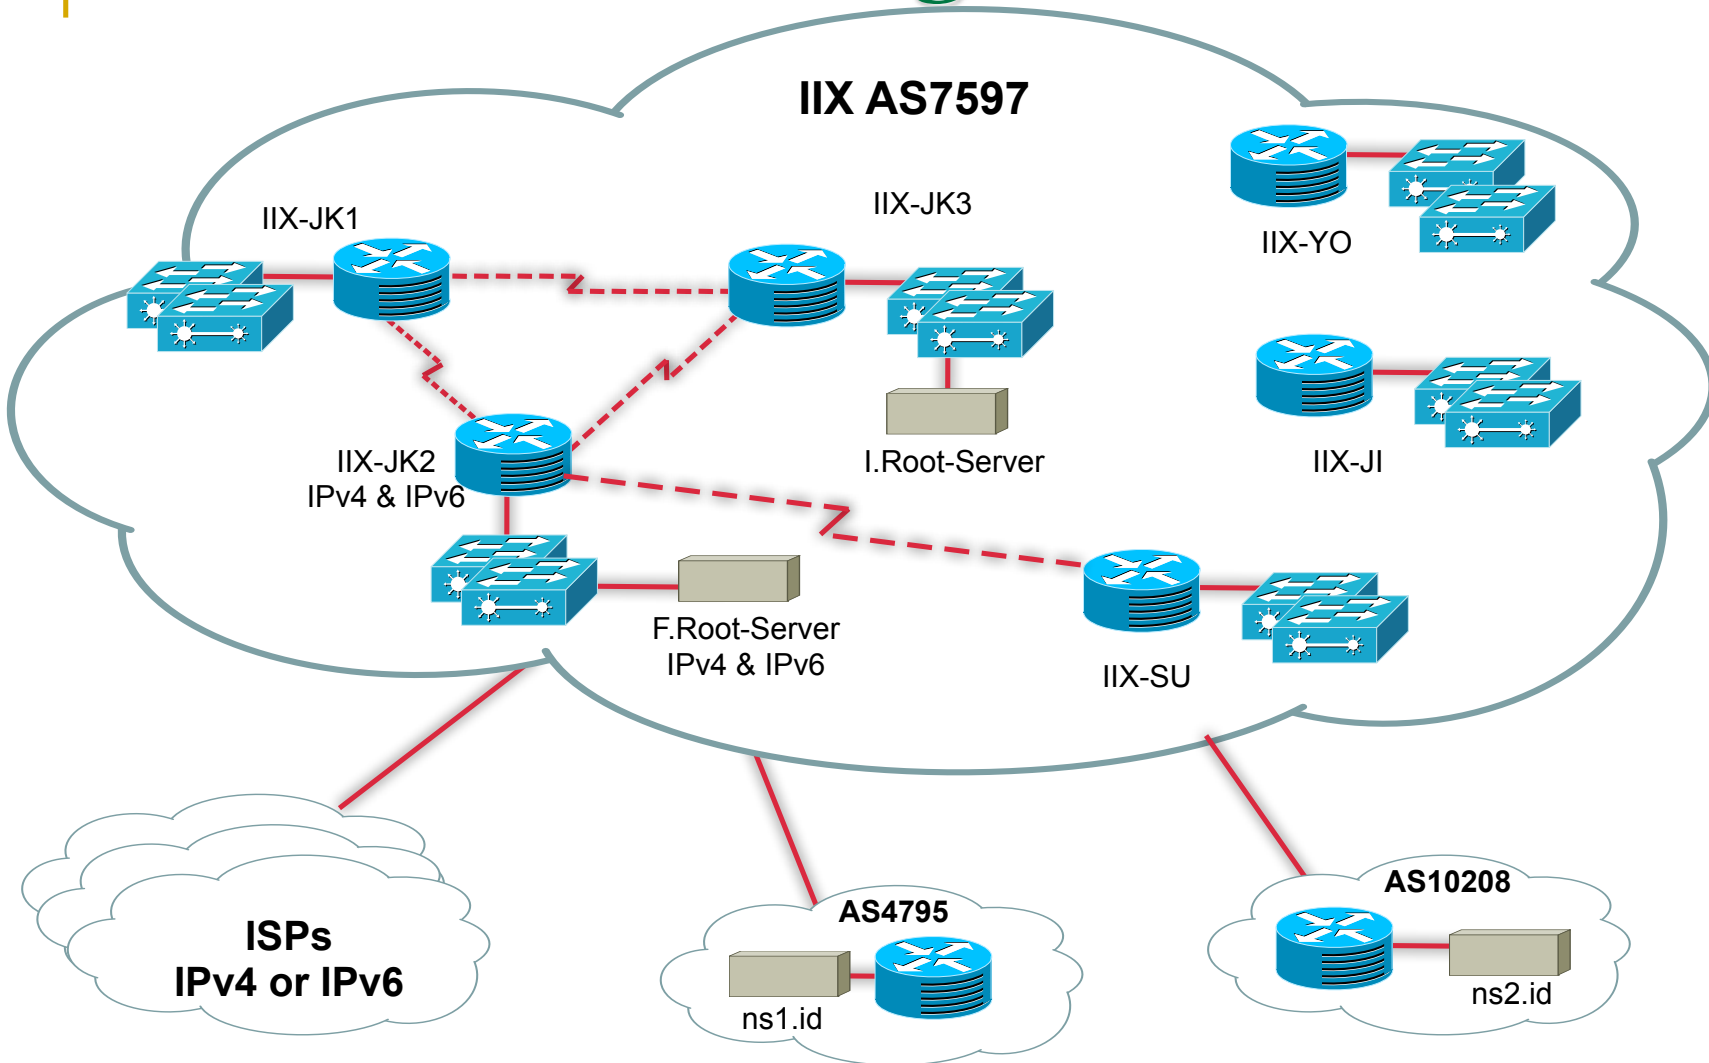 IIX AS7597
IIX-JK1
IIX-JK3
IIX-YO
IIX-JK2
IPv4 & IPv6
I.Root-Server
IIX-JI
F.Root-Server
IPv4 & IPv6
IIX-SU
ISPs
IPv4 or IPv6
AS4795
ns1.id
AS10208
ns2.id